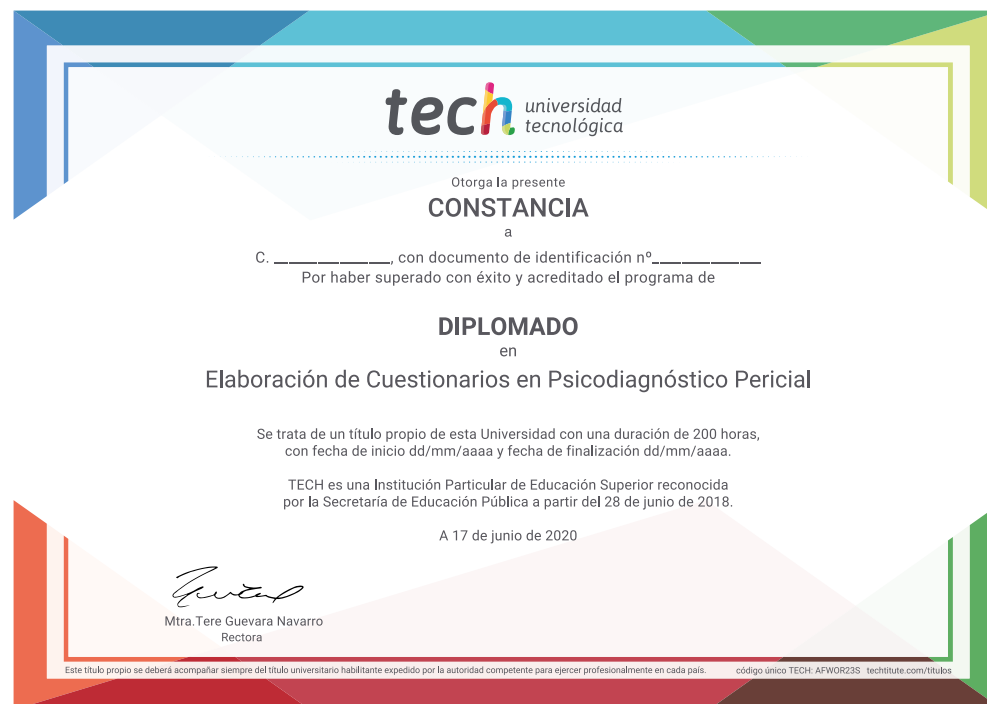 tech universidad
tecnológica
Otorga la presente
CONSTANCIA
a
C. ______________, con documento de identificación nº_____________
Por haber superado con éxito y acreditado el programa de
DIPLOMADO
en
Elaboración de Cuestionarios en Psicodiagnóstico Pericial
Se trata de un título propio de esta Universidad con una duración de 200 horas,
con fecha de inicio dd/mm/aaaa y fecha de finalización dd/mm/aaaa.
TECH es una Institución Particular de Educación Superior reconocida
por la Secretaría de Educación Pública a partir del 28 de junio de 2018.
A 17 de junio de 2020
Mtra.Tere Guevara Navarro
Rectora
Este título propio se deberá acompañar siempre del título universitario habilitante expedido por la autoridad competente para ejercer profesionalmente en cada país. código único TECH: AFWOR23S techtitute.com/titulos